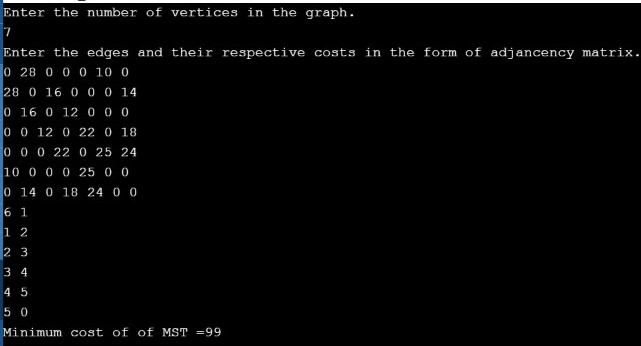 Enter the number of vertices in the graph.
7
Enter the edges and their respective costs in the form of adjancency matrix.
0 28 0 0 0 10 0
28 0 16 0 0 0 14
0 16 0 12 0 0 0
0 0 12 0 22 0 18
0 0 0 22 0 25 24
10 0 0 0 25 0 0
0 14 0 18 24 0 0
6 1
1 2
2 3
3 4
4 5
5 0
Minimum cost of of MST =99